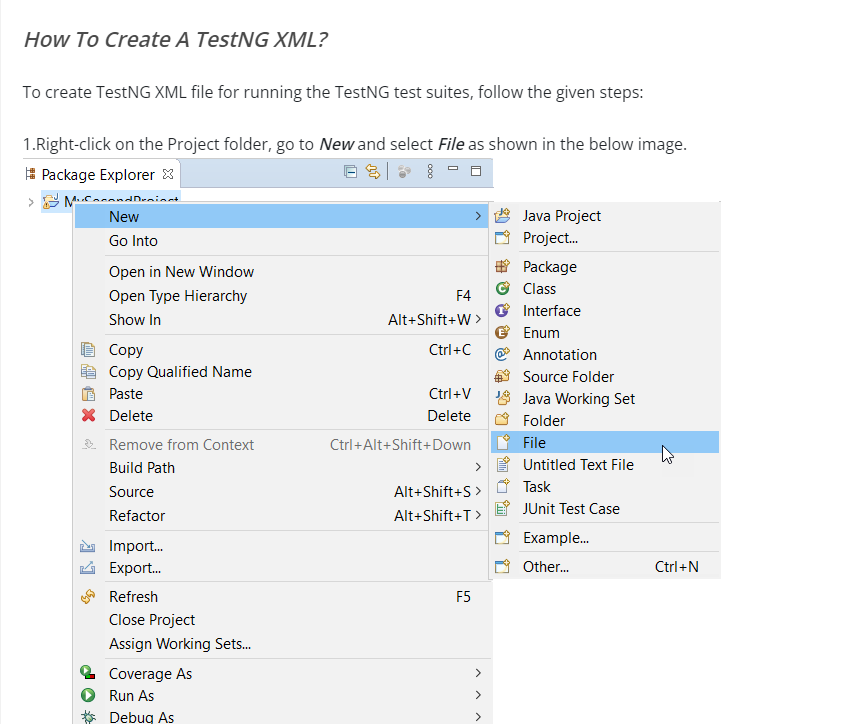 How To Create A TestNG XML?
To create TestNG XML file for running the TestNG test suites, follow the given steps:
1.Right-click on the Project folder, go to New and select File as shown in the below image.
Package Explorer
MySecondProject
New
Go Into
Open in New Window
Open Type Hierarchy F4
Show In Alt+Shift+W
Copy Ctrl+C
Copy Qualified Name
Paste Ctrl+V
Delete Delete
Remove from Context Ctrl+Alt+Shift+Down
Build Path
Source Alt+Shift+S
Refactor Alt+Shift+T
Import...
Export...
Refresh F5
Close Project
Assign Working Sets...
Coverage As
Run As
Debug As
Java Project
Project...
Package
Class
Interface
Enum
Annotation
Source Folder
Java Working Set
Folder
File
Untitled Text File
Task
JUnit Test Case
Example...
Other... Ctrl+N